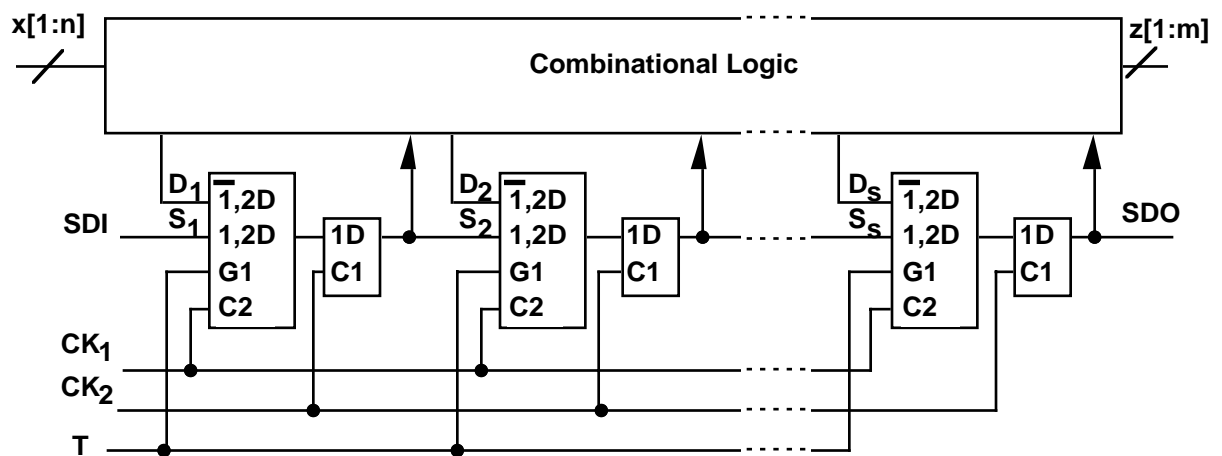 x[1:n]
z[1:m]
Combinational Logic
D1
1,2D
S1
1,2D
G1
C2
1D
C1
D2
1,2D
S2
1,2D
G1
C2
1D
C1
Ds
1,2D
Ss
1,2D
G1
C2
1D
C1
SDI
SDO
CK1
CK2
T